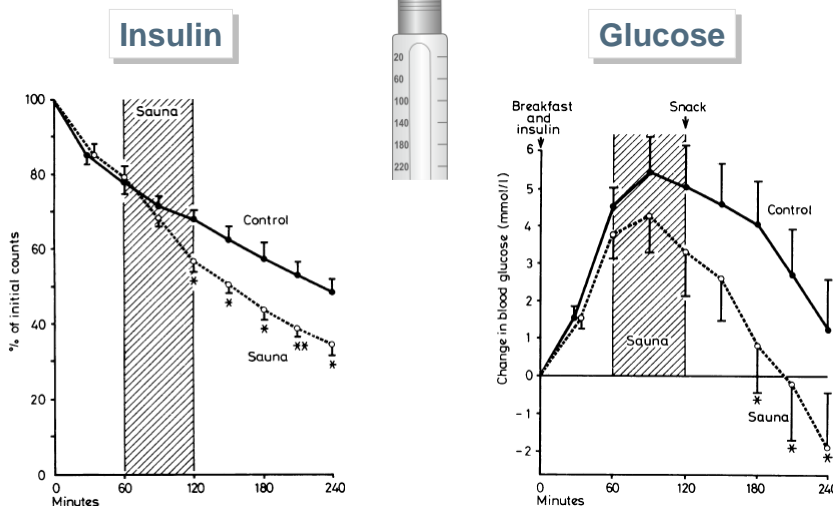 Insulin
Glucose
20
60
100
140
180
220
100
80
60
40
20
0
% of initial counts
Sauna
Control
Sauna
*
*
*
**
*
0
60
120
180
240
Minutes
Breakfast
and
insulin
Snack
6
5
4
3
2
1
0
-1
-2
Change in blood glucose (mmol/l)
Control
Sauna
Sauna
*
*
*
0
60
120
180
240
Minutes